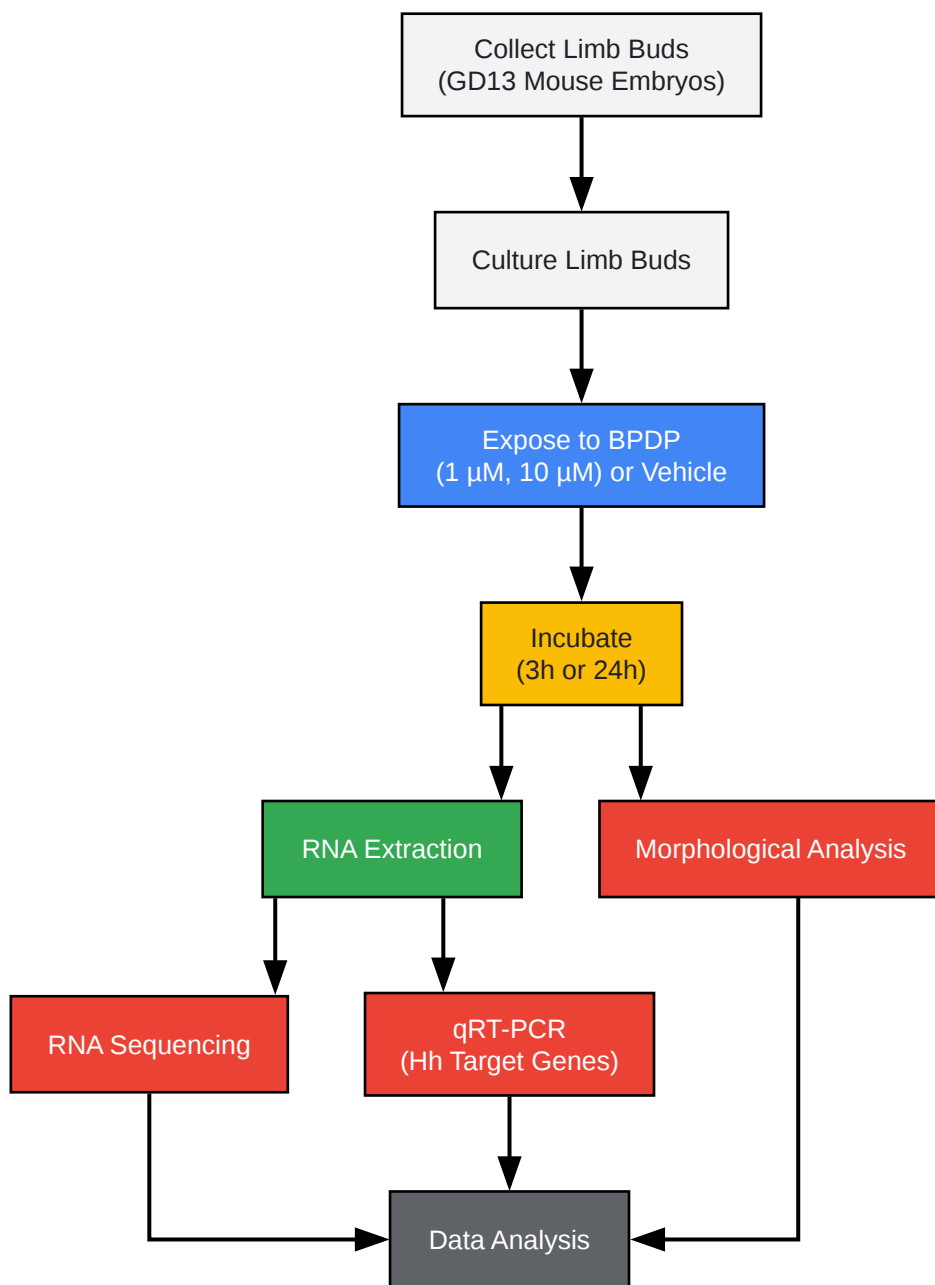 Collect Limb Buds
(GD13 Mouse Embryos)
Culture Limb Buds
Expose to BPDP
(1 µM, 10 µM) or Vehicle
Incubate
(3h or 24h)
RNA Extraction
Morphological Analysis
RNA Sequencing
qRT-PCR
(Hh Target Genes)
Data Analysis